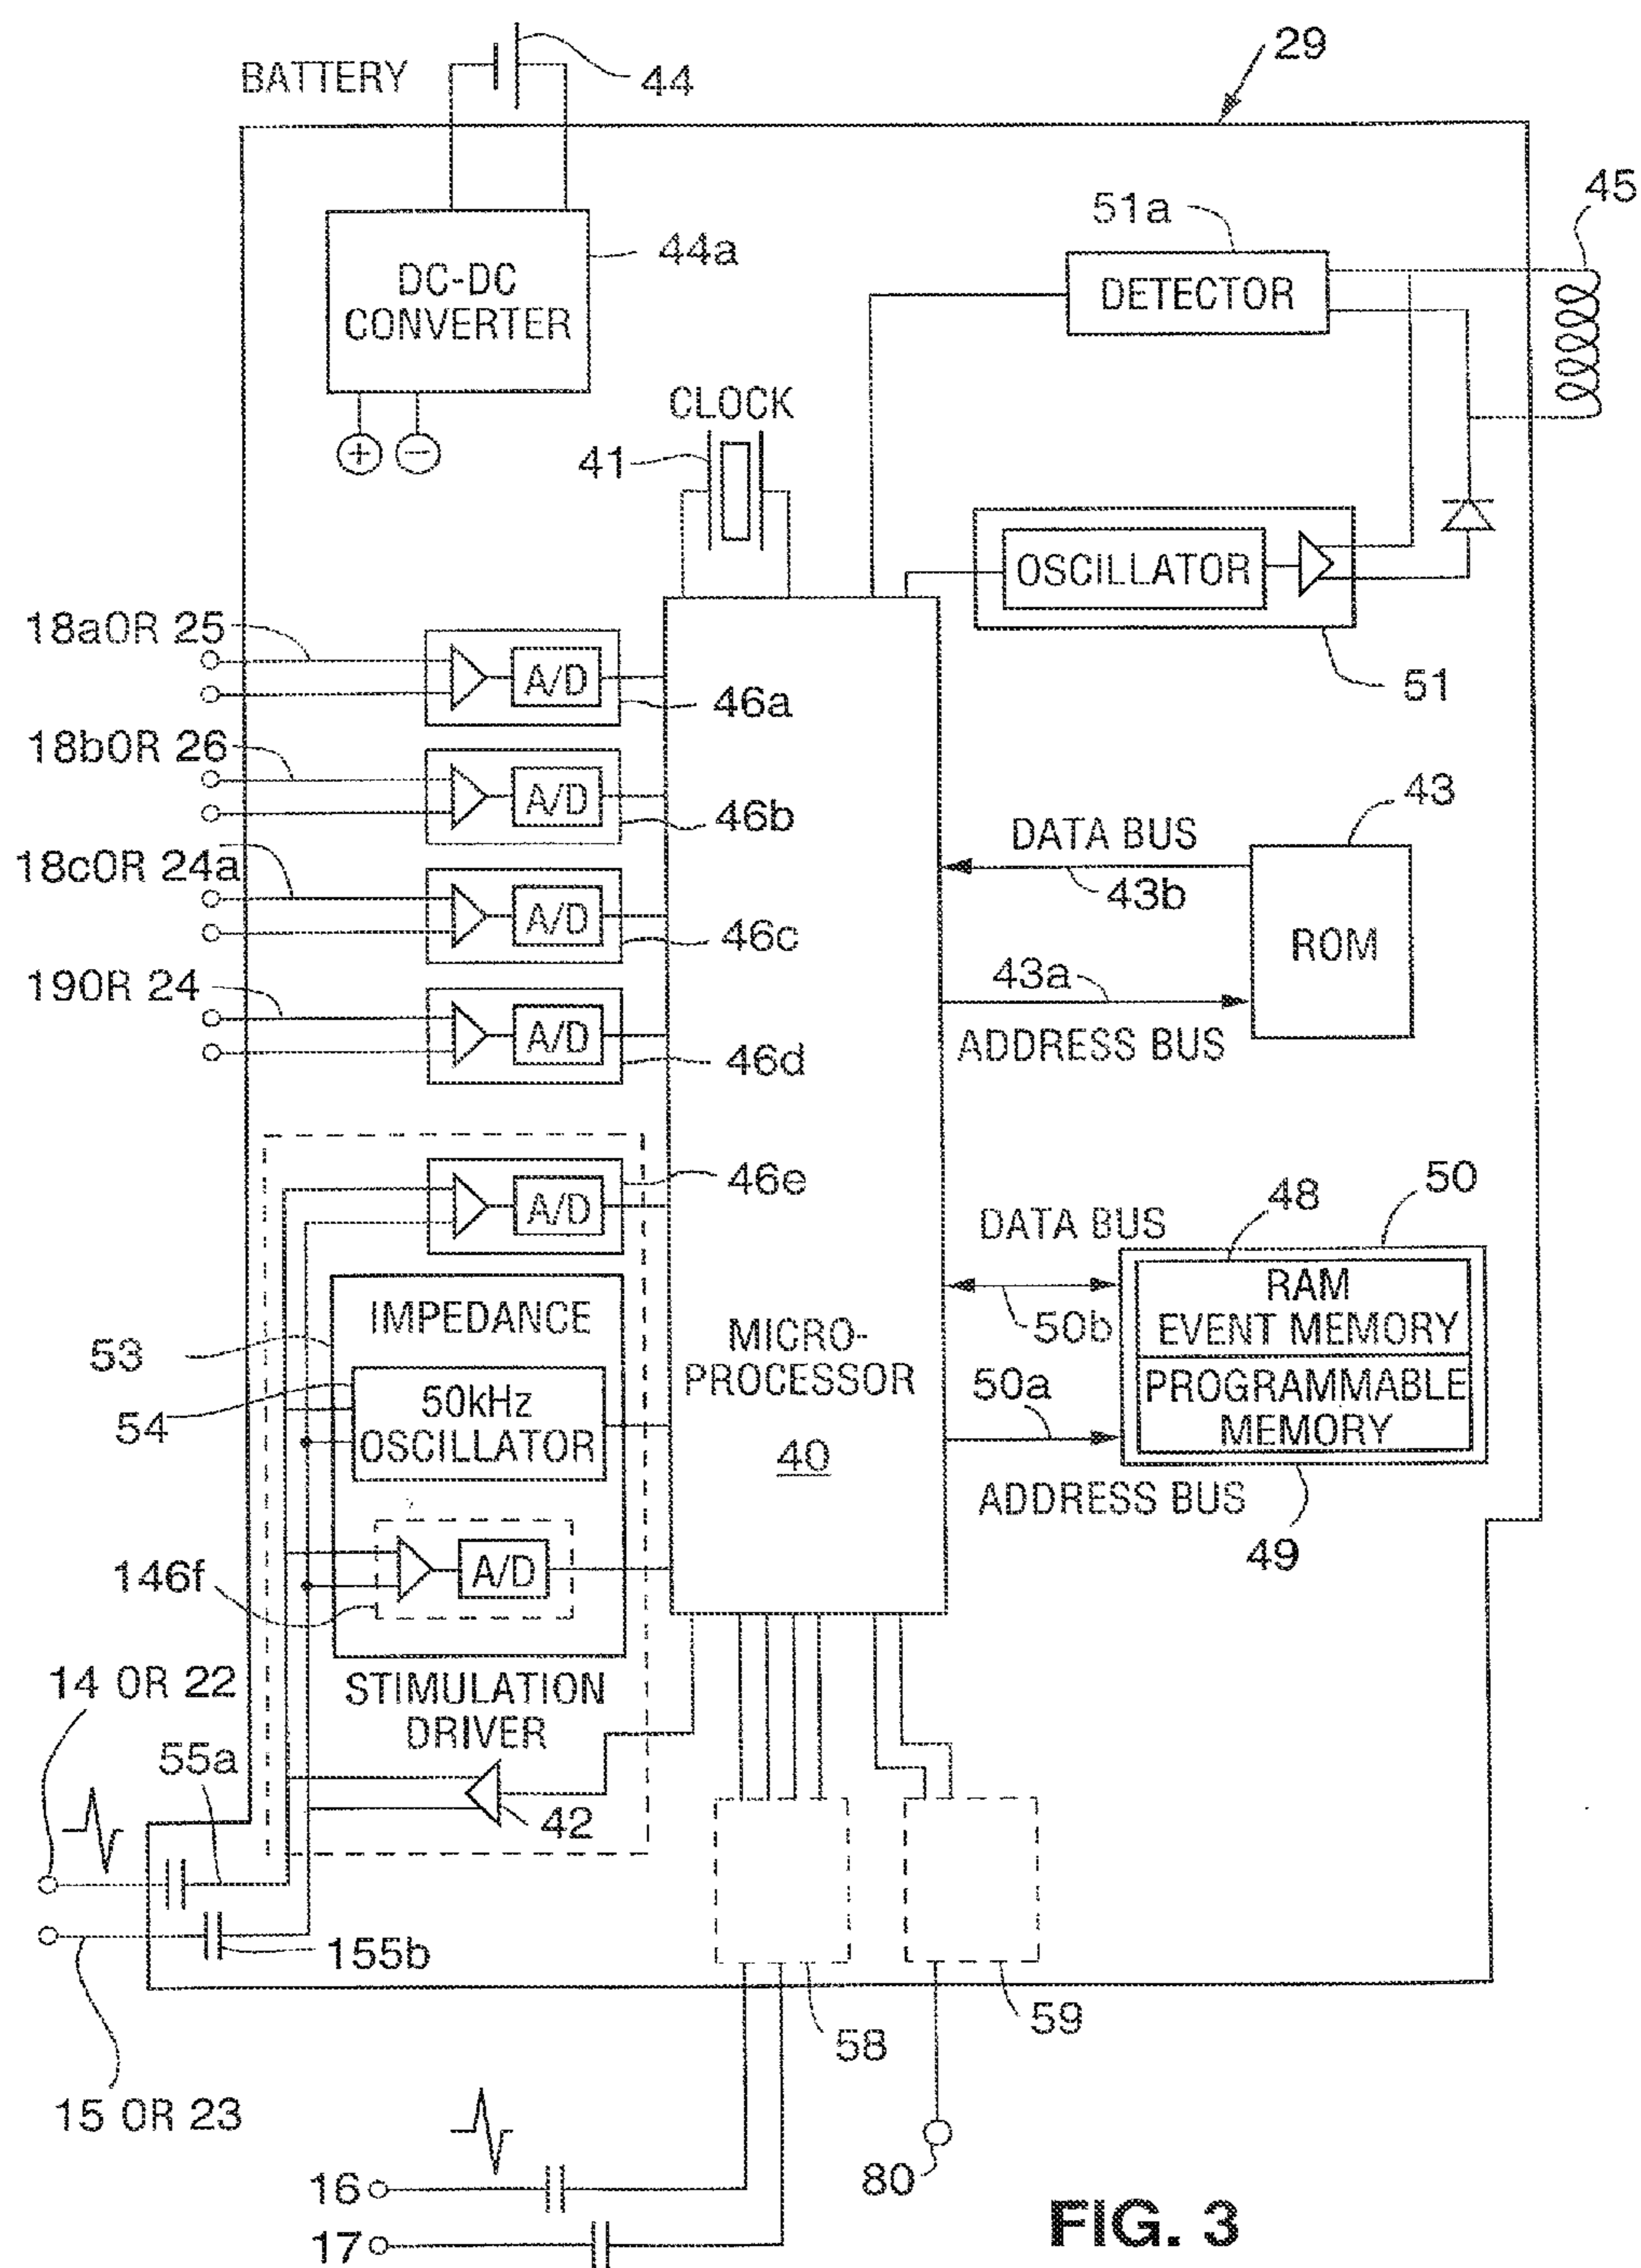 29
BATTERY
44
45
51a
44a
DC-DC
CONVERTER
DETECTOR
CLOCK
41
+
−
OSCILLATOR
51
18aOR 25
A/D
46a
18bOR 26
A/D
46b
43
DATA BUS
43b
18cOR 24a
A/D
46c
ROM
43a
190R 24
A/D
46d
ADDRESS BUS
A/D
46e
48
50
DATA BUS
RAM
EVENT MEMORY
50b
IMPEDANCE
53
MICRO-
PROCESSOR
40
50a
PROGRAMMABLE
MEMORY
54
50kHz
OSCILLATOR
ADDRESS BUS
49
146f
A/D
14 OR 22
STIMULATION
DRIVER
55a
42
155b
58
59
15 OR 23
16
80
17
FIG. 3